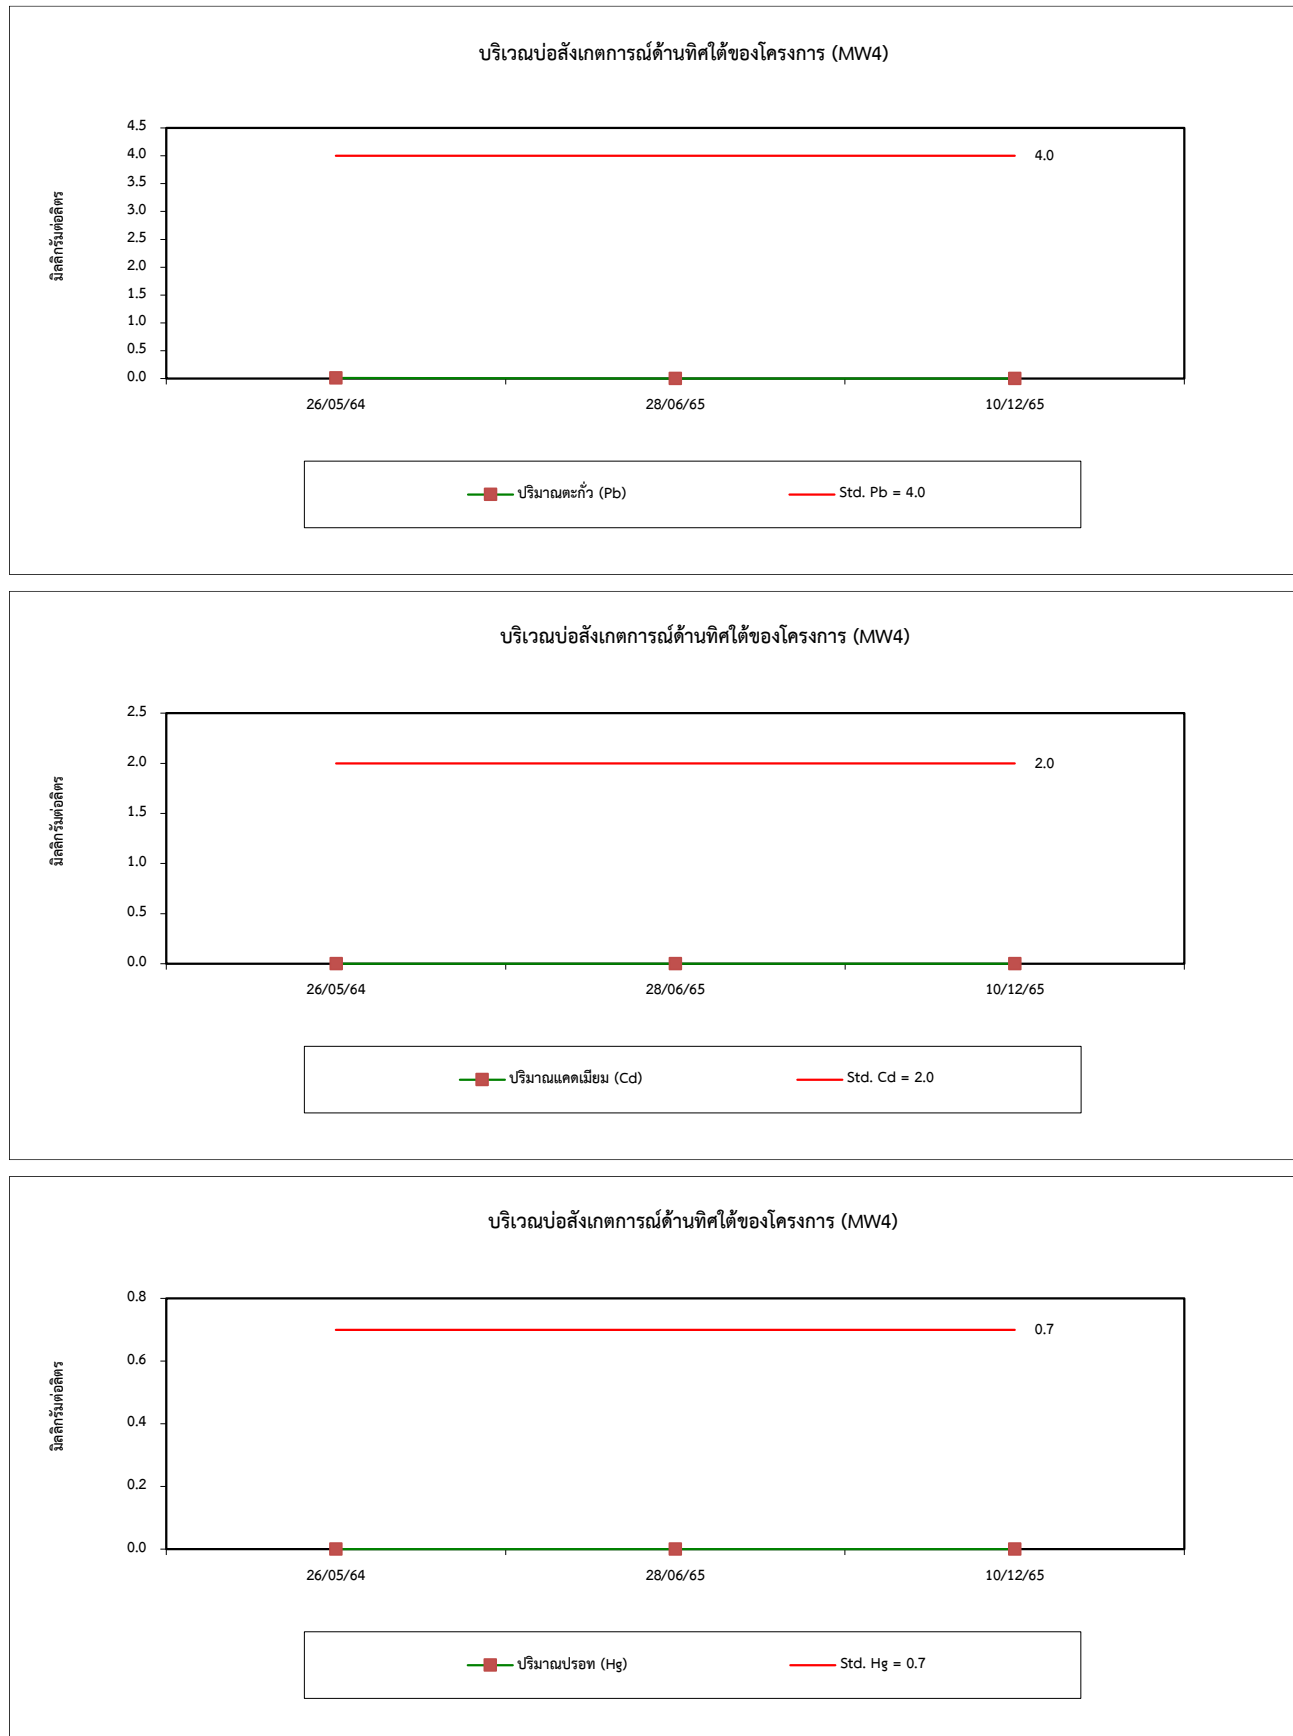 บริเวณบ่อสังเกตการณ์ด้านทิศใต้ของโครงการ (MW4)
มิลลิกรัมต่อลิตร
4.5
4.0
3.5
3.0
2.5
2.0
1.5
1.0
0.5
0.0
4.0
26/05/64 28/06/65 10/12/65
ปริมาณตะกั่ว (Pb) Std. Pb = 4.0
บริเวณบ่อสังเกตการณ์ด้านทิศใต้ของโครงการ (MW4)
มิลลิกรัมต่อลิตร
2.5
2.0
1.5
1.0
0.5
0.0
2.0
26/05/64 28/06/65 10/12/65
ปริมาณแคดเมียม (Cd) Std. Cd = 2.0
บริเวณบ่อสังเกตการณ์ด้านทิศใต้ของโครงการ (MW4)
มิลลิกรัมต่อลิตร
0.8
0.6
0.4
0.2
0.0
0.7
26/05/64 28/06/65 10/12/65
ปริมาณปรอท (Hg) Std. Hg = 0.7